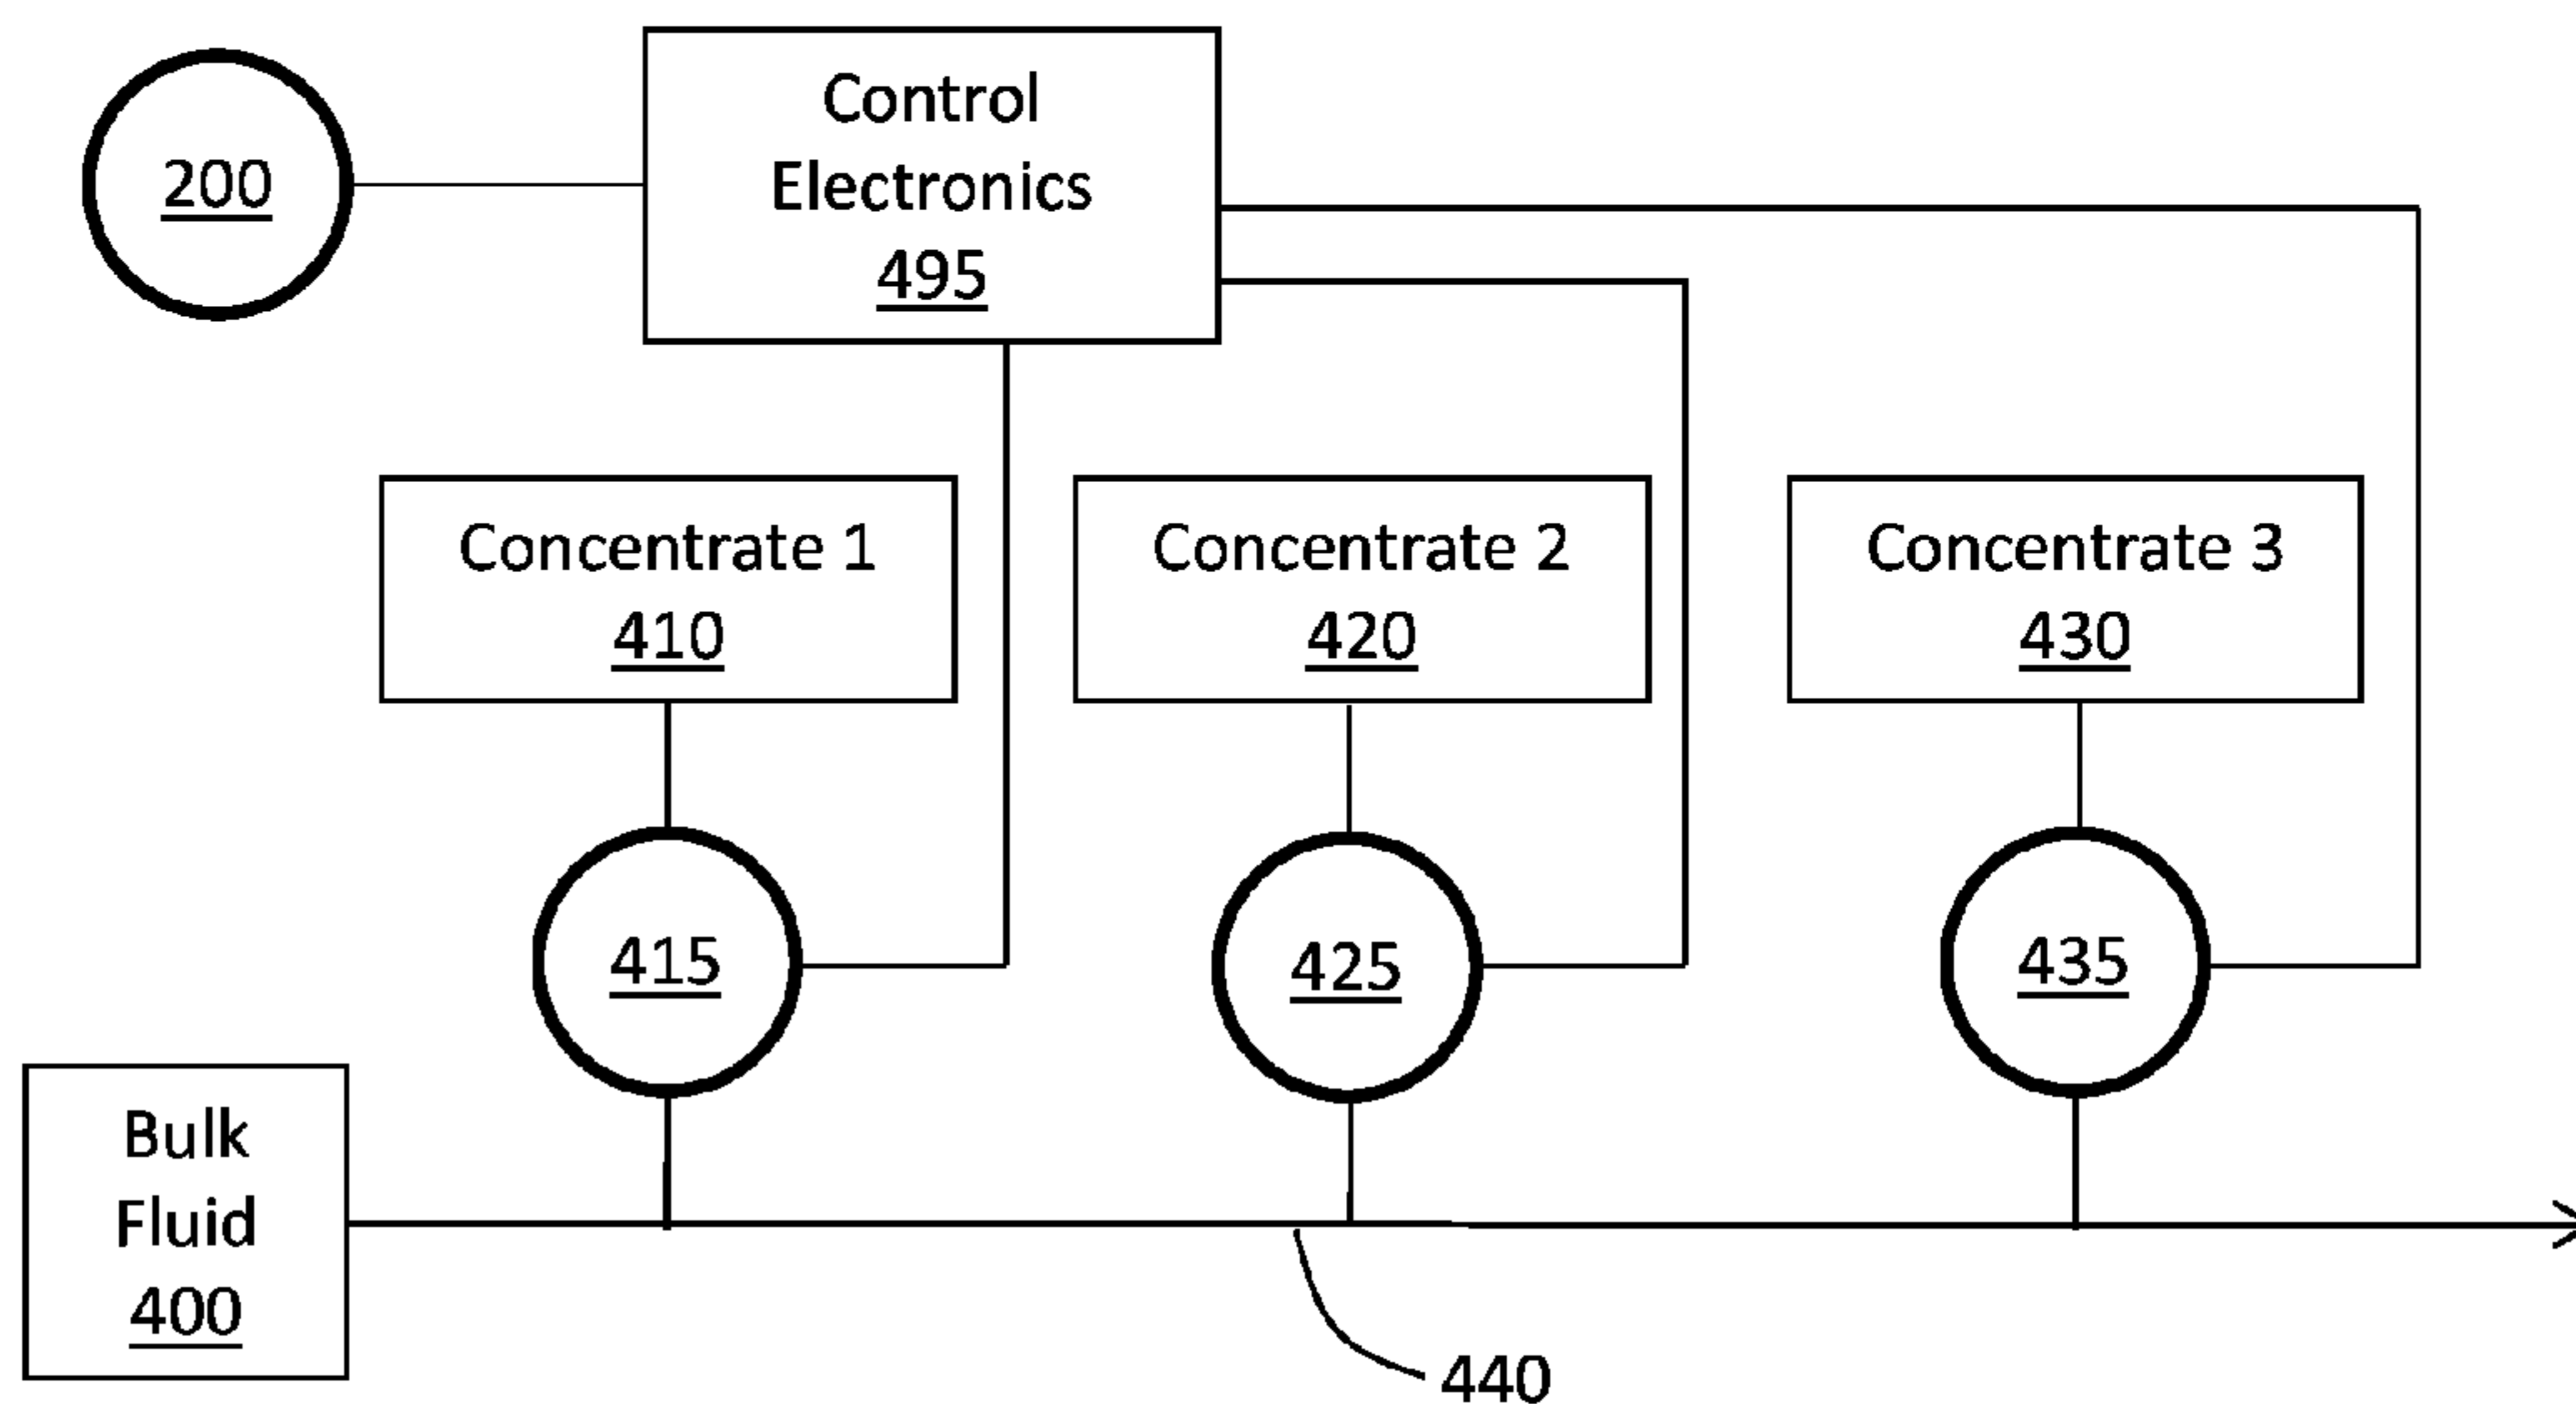 200
Control
Electronics
495
Concentrate 1
410
Concentrate 2
420
Concentrate 3
430
415
425
435
Bulk
Fluid
400
440